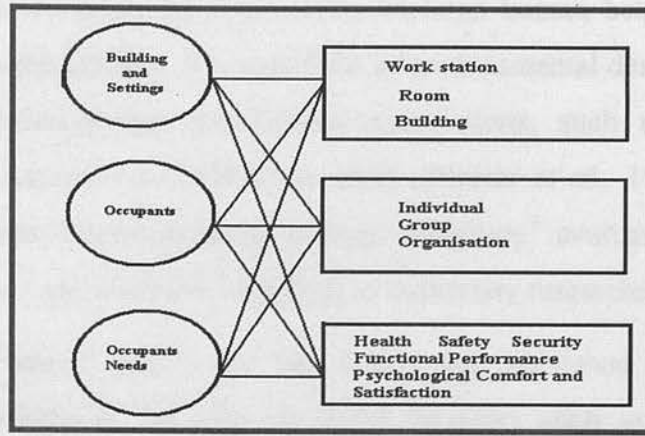 Building
and
Settings
Work station
Room
Building
Occupants
Individual
Group
Organisation
Occupants
Needs
Health Safety Security
Functional Performance
Psychological Comfort and
Satisfaction